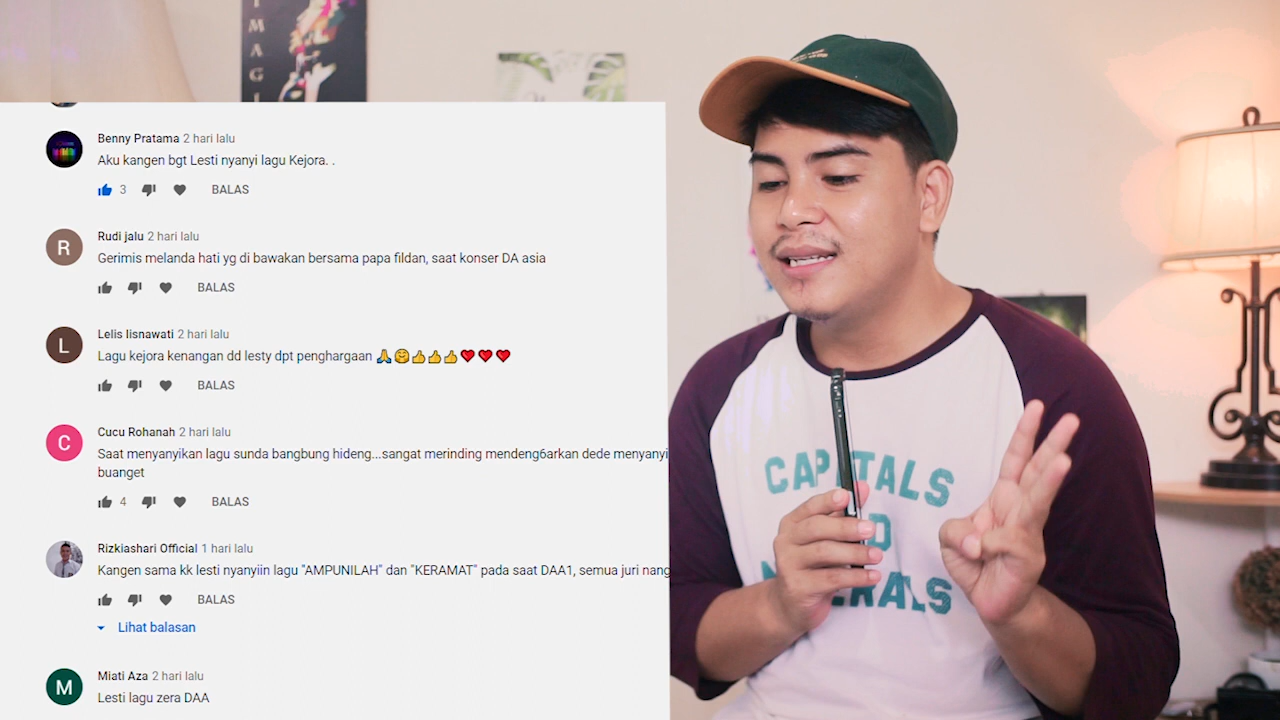 IMAGI
Benny Pratama 2 hari lalu
Aku kangen bgt Lesti nyanyi lagu Kejora. .
3 BALAS
R
Rudi jalu 2 hari lalu
Gerimis melanda hati yg di bawakan bersama papa fildan, saat konser DA asia
BALAS
L
Lelis lisnawati 2 hari lalu
Lagu kejora kenangan dd lesty dpt penghargaan 🙏🤗👍👍👍❤❤❤
BALAS
C
Cucu Rohanah 2 hari lalu
Saat menyanyikan lagu sunda bangbung hideng...sangat merinding mendeng6arkan dede menyanyi
buanget
4 BALAS
Rizkiashari Official 1 hari lalu
Kangen sama kk lesti nyanyiin lagu "AMPUNILAH" dan "KERAMAT" pada saat DAA1, semua juri nang
BALAS
Lihat balasan
M
Miati Aza 2 hari lalu
Lesti lagu zera DAA
CAPITALS